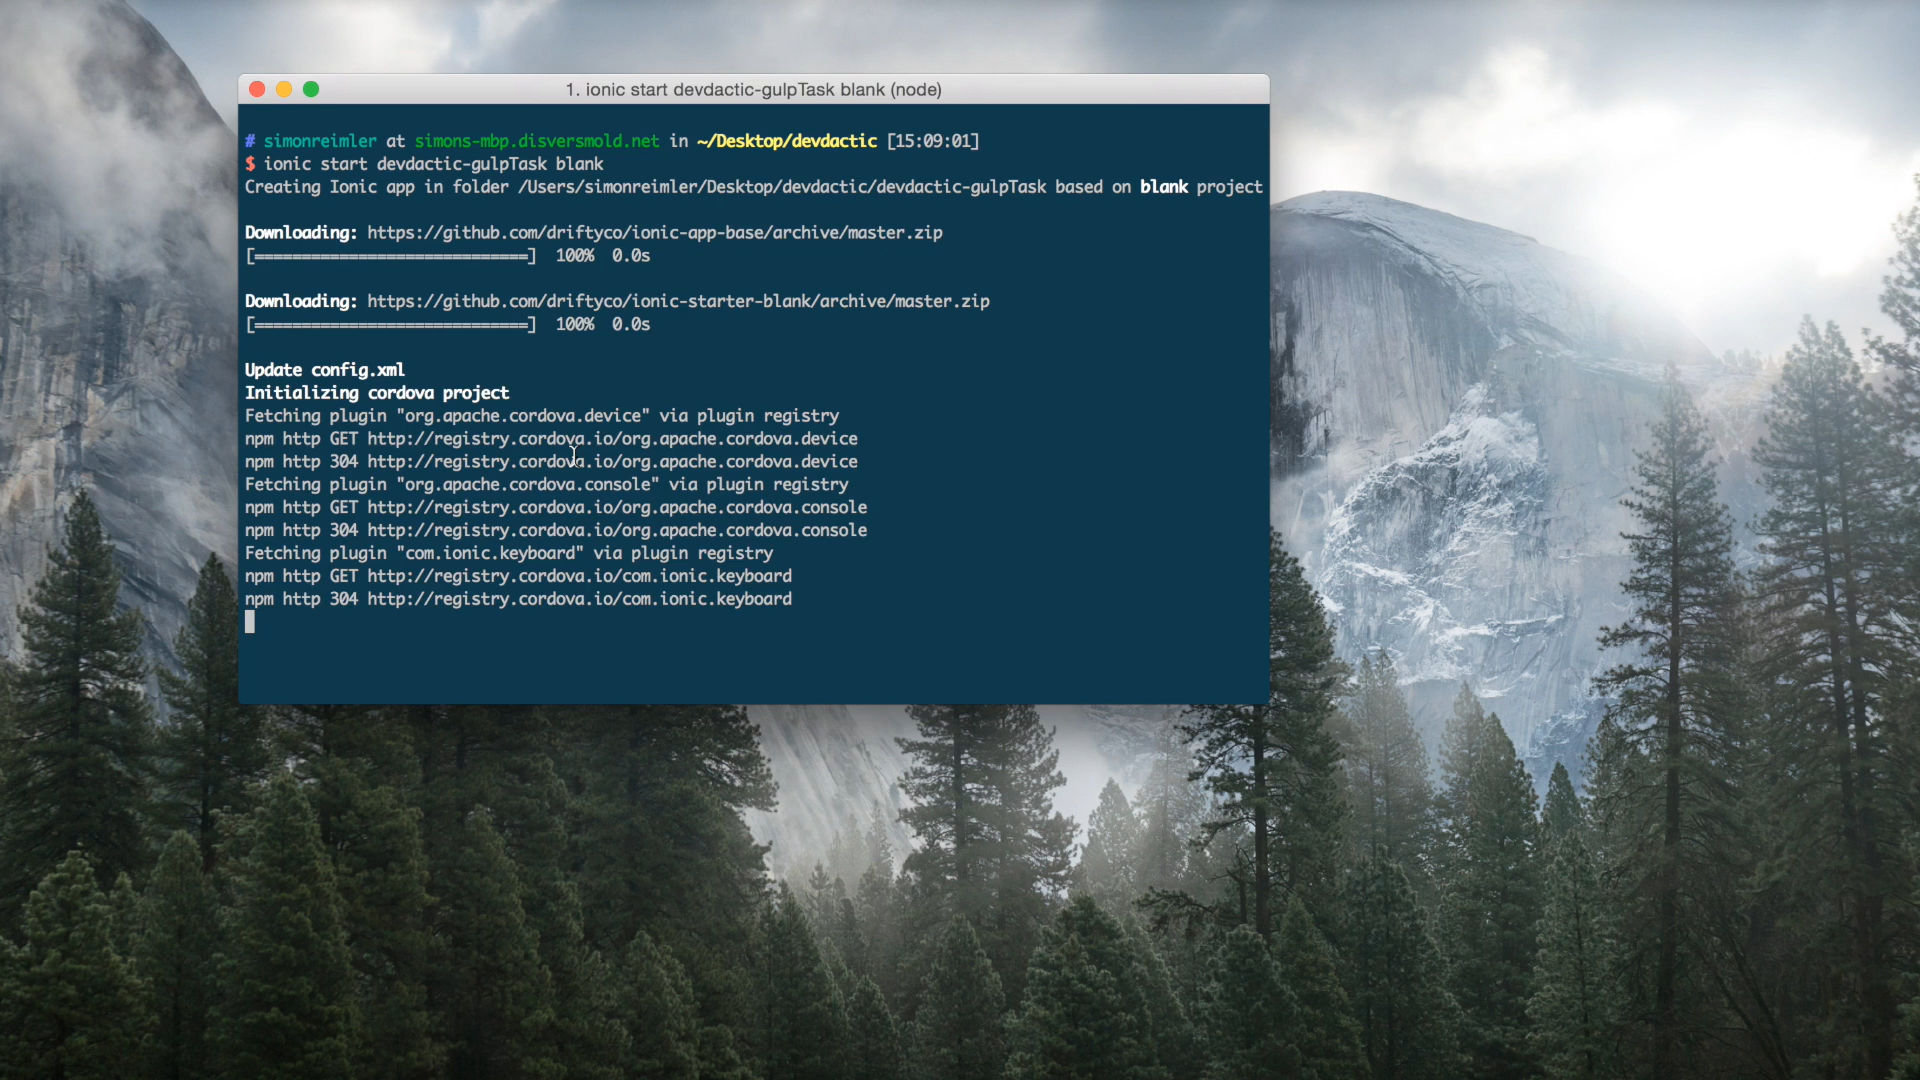 1. ionic start devdactic-gulpTask blank (node)
# simonreimler at simons-mbp.disversmold.net in ~/Desktop/devdactic [15:09:01]
$ ionic start devdactic-gulpTask blank
Creating Ionic app in folder /Users/simonreimler/Desktop/devdactic/devdactic-gulpTask based on blank project
Downloading: https://github.com/driftyco/ionic-app-base/archive/master.zip
[=============================] 100% 0.0s
Downloading: https://github.com/driftyco/ionic-starter-blank/archive/master.zip
[=============================] 100% 0.0s
Update config.xml
Initializing cordova project
Fetching plugin "org.apache.cordova.device" via plugin registry
npm http GET http://registry.cordova.io/org.apache.cordova.device
npm http 304 http://registry.cordova.io/org.apache.cordova.device
Fetching plugin "org.apache.cordova.console" via plugin registry
npm http GET http://registry.cordova.io/org.apache.cordova.console
npm http 304 http://registry.cordova.io/org.apache.cordova.console
Fetching plugin "com.ionic.keyboard" via plugin registry
npm http GET http://registry.cordova.io/com.ionic.keyboard
npm http 304 http://registry.cordova.io/com.ionic.keyboard